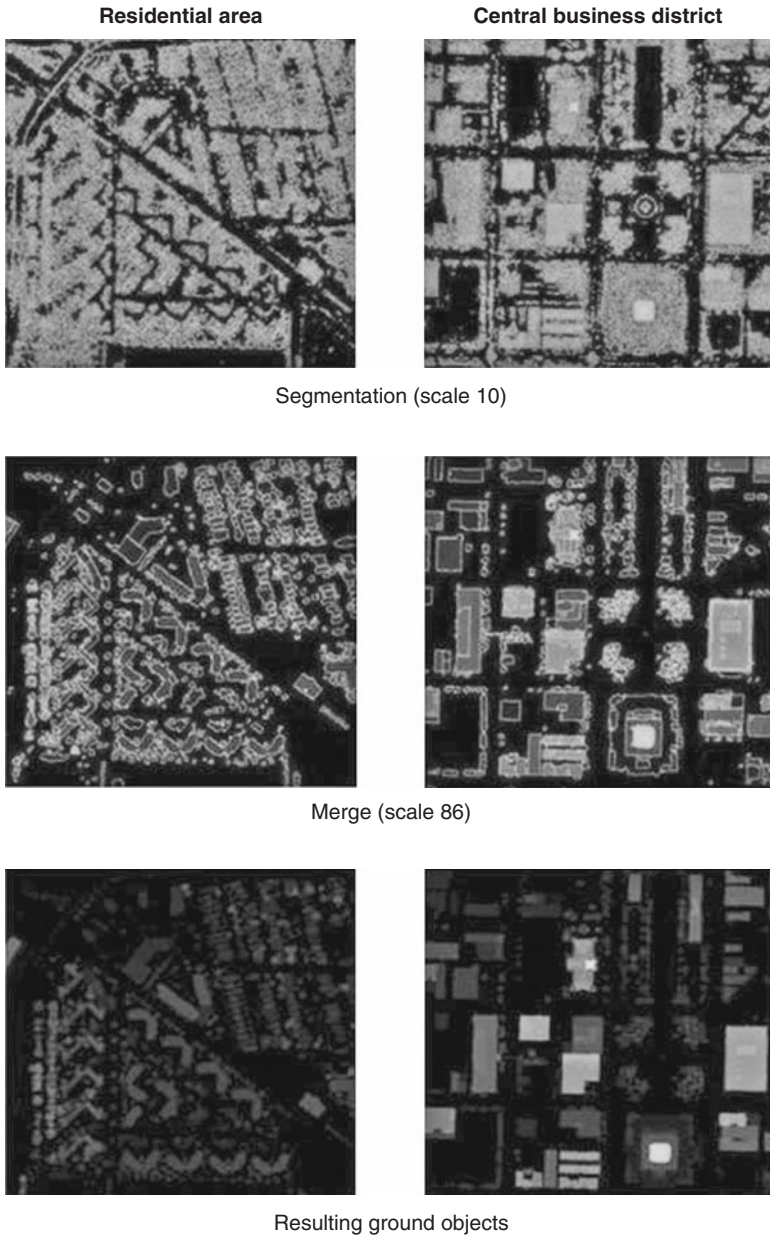 Residential area
Central business district
Segmentation (scale 10)
Merge (scale 86)
Resulting ground objects